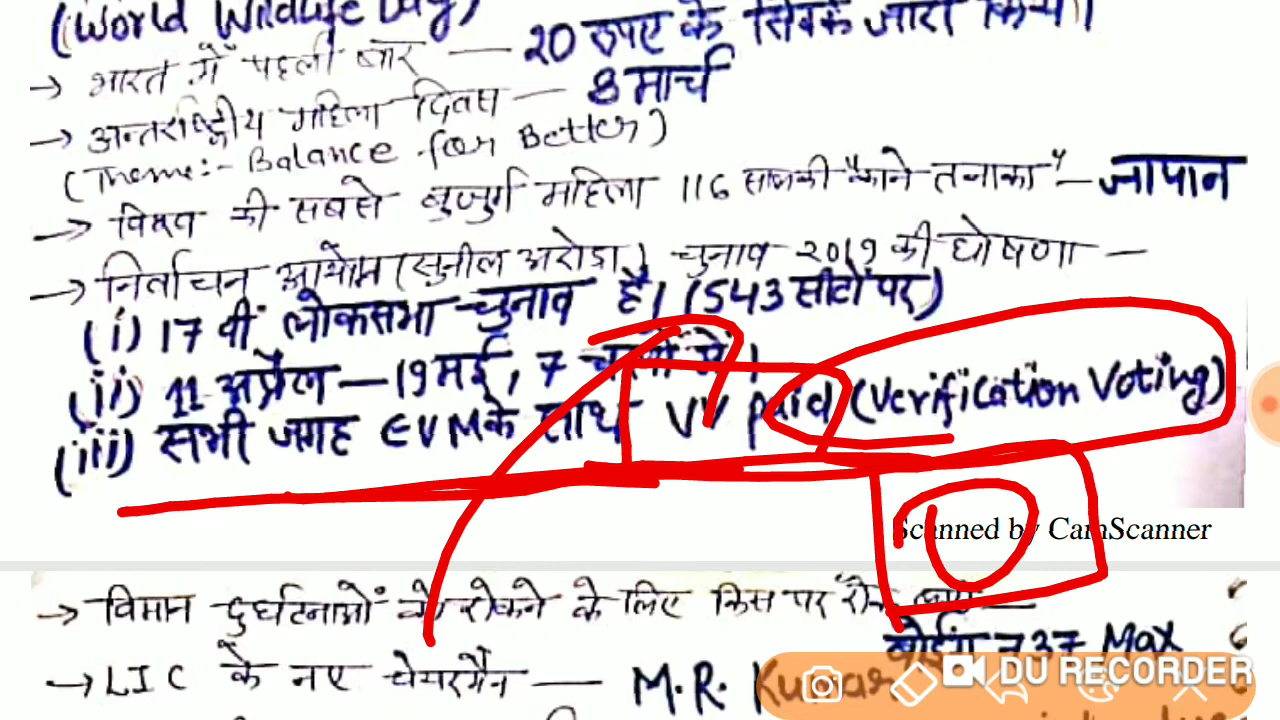 (World Wildlife Day)
→ भारत में पहली बार — 20 रुपए के सिक्के जारी किये।
→ अन्तर्राष्ट्रीय महिला दिवस — 8 मार्च
(Theme:- Balance for Better)
→ विश्व की सबसे बुजुर्ग महिला 116 साल की "काने तनाका" — जापान
→ निर्वाचन आयोग (सुनील अरोडा) चुनाव 2019 की घोषणा —
(i) 17 वीं लोकसभा चुनाव है। (543 सीटों पर)
(ii) 11 अप्रैल — 19 मई, 7 चरणों में।
(iii) सभी जगह EVM के साथ VV paid (Verification Voting)
Scanned by CamScanner
→ विमान दुर्घटनाओं को रोकने के लिए किस पर रोक —
बोईंग 737 Max
→ LIC के नए चेयरमैन — M.R. Kumar
DU RECORDER